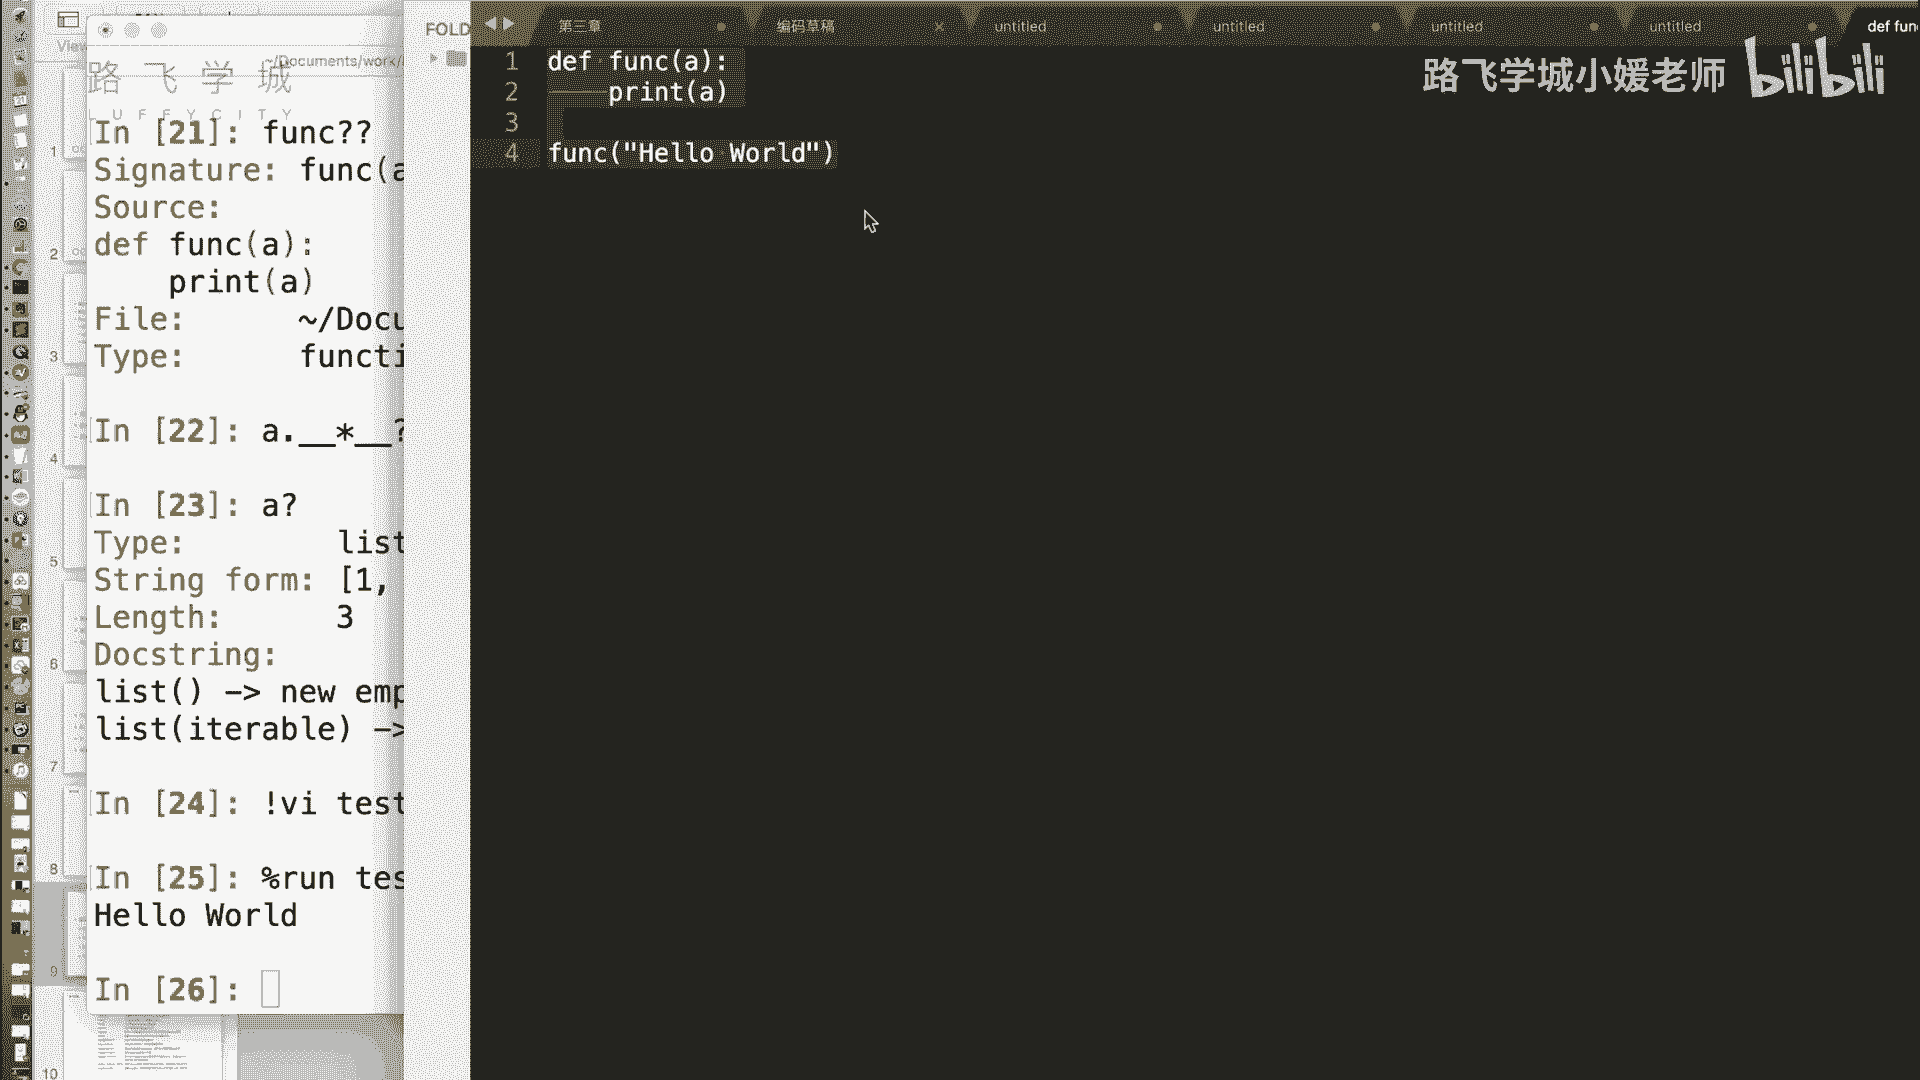 View
~/Documents/work/
路飞学城
LUFFYCITY
In [21]: func??
Signature: func(a
Source:
def func(a):
    print(a)
File:      ~/Docu
Type:      functi
In [22]: a.__*__?
In [23]: a?
Type:        list
String form: [1,
Length:      3
Docstring:
list() -> new emp
list(iterable) ->
In [24]: !vi test
In [25]: %run tes
Hello World
In [26]:
1
2
3
4
5
6
7
8
9
10
FOLD
第三章 编码草稿 × untitled untitled untitled untitled def fun
1 def func(a):
2     print(a)
3
4 func("Hello World")
路飞学城小媛老师 bilibili